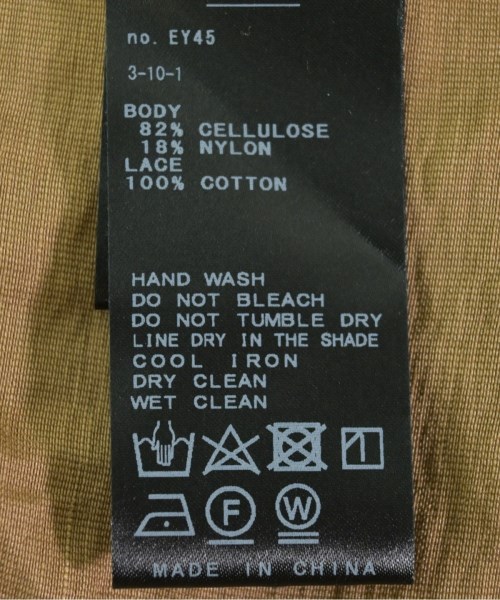 no. EY45
3-10-1
BODY
82% CELLULOSE
18% NYLON
LACE
100% COTTON
HAND WASH
DO NOT BLEACH
DO NOT TUMBLE DRY
LINE DRY IN THE SHADE
COOL IRON
DRY CLEAN
WET CLEAN
F W
MADE IN CHINA